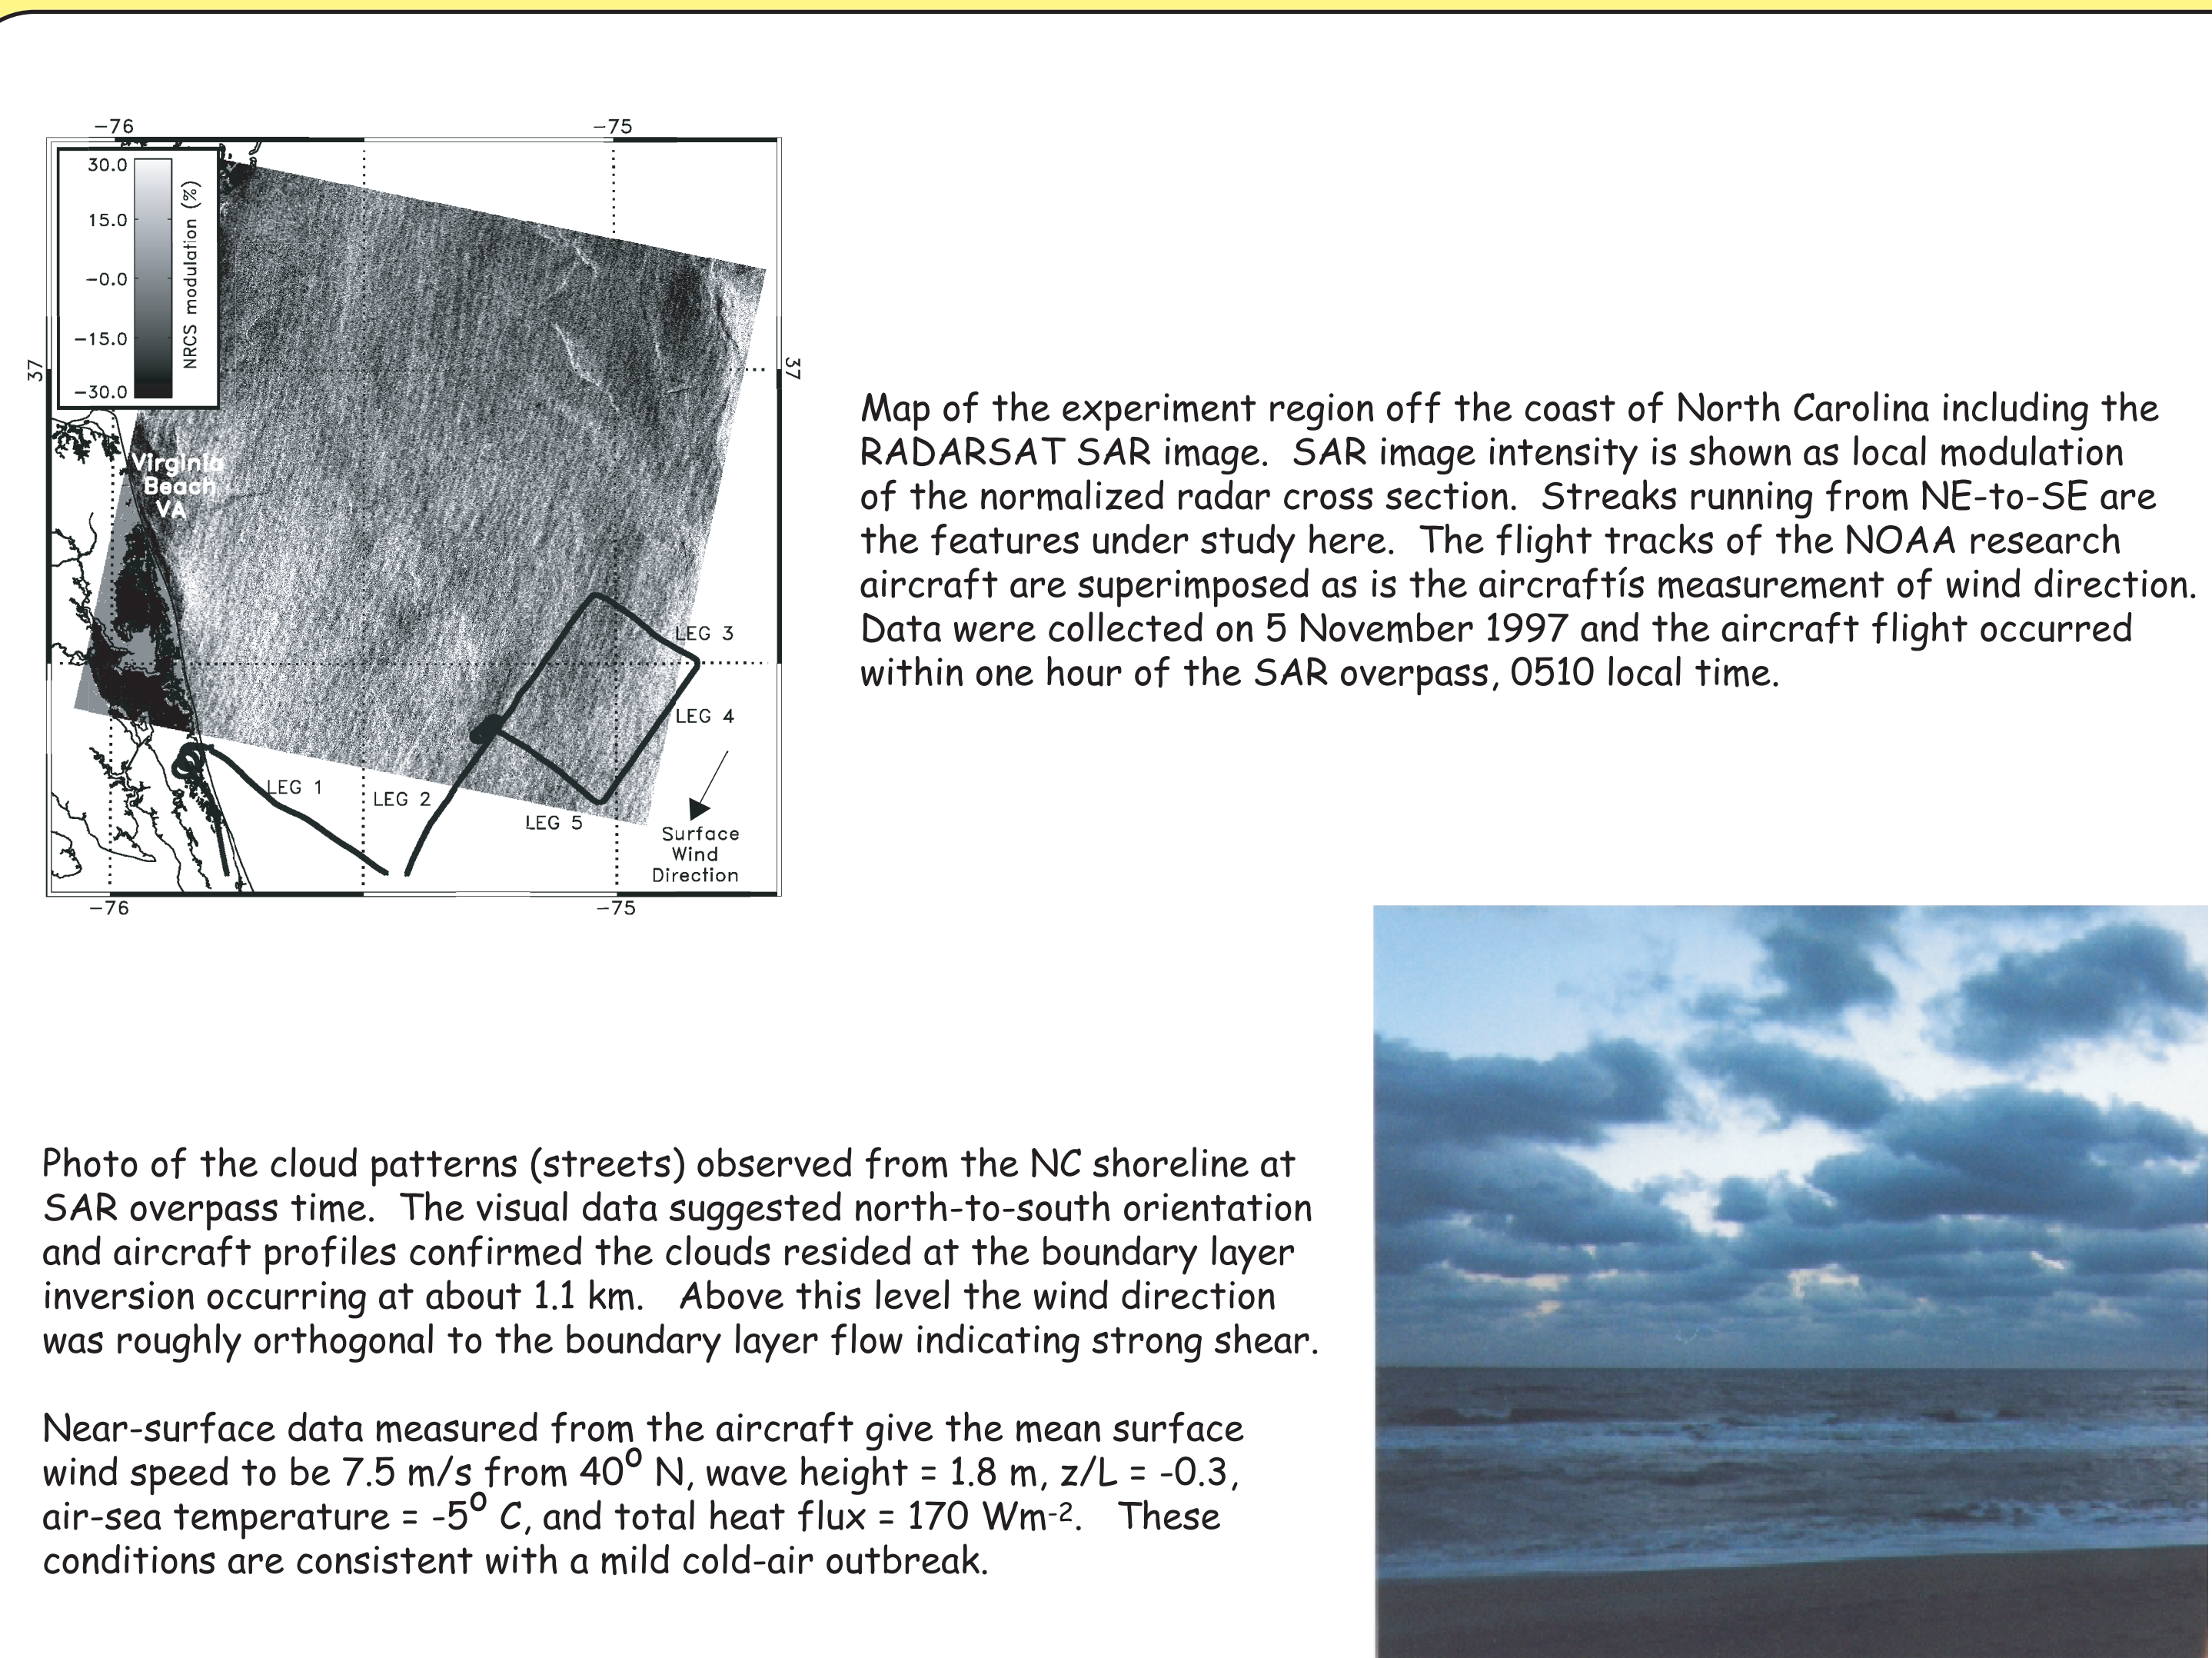 -76 -75
30.0
15.0
-0.0
-15.0
-30.0
NRCS modulation (%)
37
37
Virginia
Beach
VA
LEG 3
LEG 4
LEG 1
LEG 2
LEG 5
Surface
Wind
Direction
-76 -75
Map of the experiment region off the coast of North Carolina including the
RADARSAT SAR image. SAR image intensity is shown as local modulation
of the normalized radar cross section. Streaks running from NE-to-SE are
the features under study here. The flight tracks of the NOAA research
aircraft are superimposed as is the aircraftís measurement of wind direction.
Data were collected on 5 November 1997 and the aircraft flight occurred
within one hour of the SAR overpass, 0510 local time.
Photo of the cloud patterns (streets) observed from the NC shoreline at
SAR overpass time. The visual data suggested north-to-south orientation
and aircraft profiles confirmed the clouds resided at the boundary layer
inversion occurring at about 1.1 km. Above this level the wind direction
was roughly orthogonal to the boundary layer flow indicating strong shear.
Near-surface data measured from the aircraft give the mean surface
wind speed to be 7.5 m/s from 40º N, wave height = 1.8 m, z/L = -0.3,
air-sea temperature = -5º C, and total heat flux = 170 Wm-2. These
conditions are consistent with a mild cold-air outbreak.